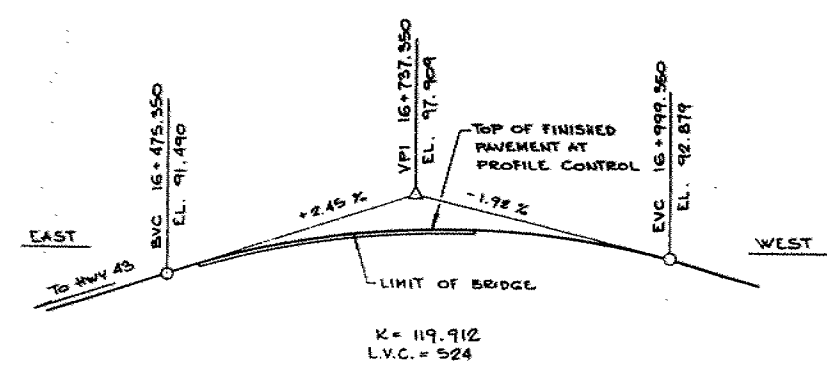 BVC 16+475.350
EL. 91.490
VPI 16+737.350
EL. 97.909
EVC 16+999.350
EL. 92.879
TOP OF FINISHED
PAVEMENT AT
PROFILE CONTROL
+2.45 %
-1.92 %
EAST
WEST
TO HWY 43
LIMIT OF BRIDGE
K= 119.912
L.V.C. = 524